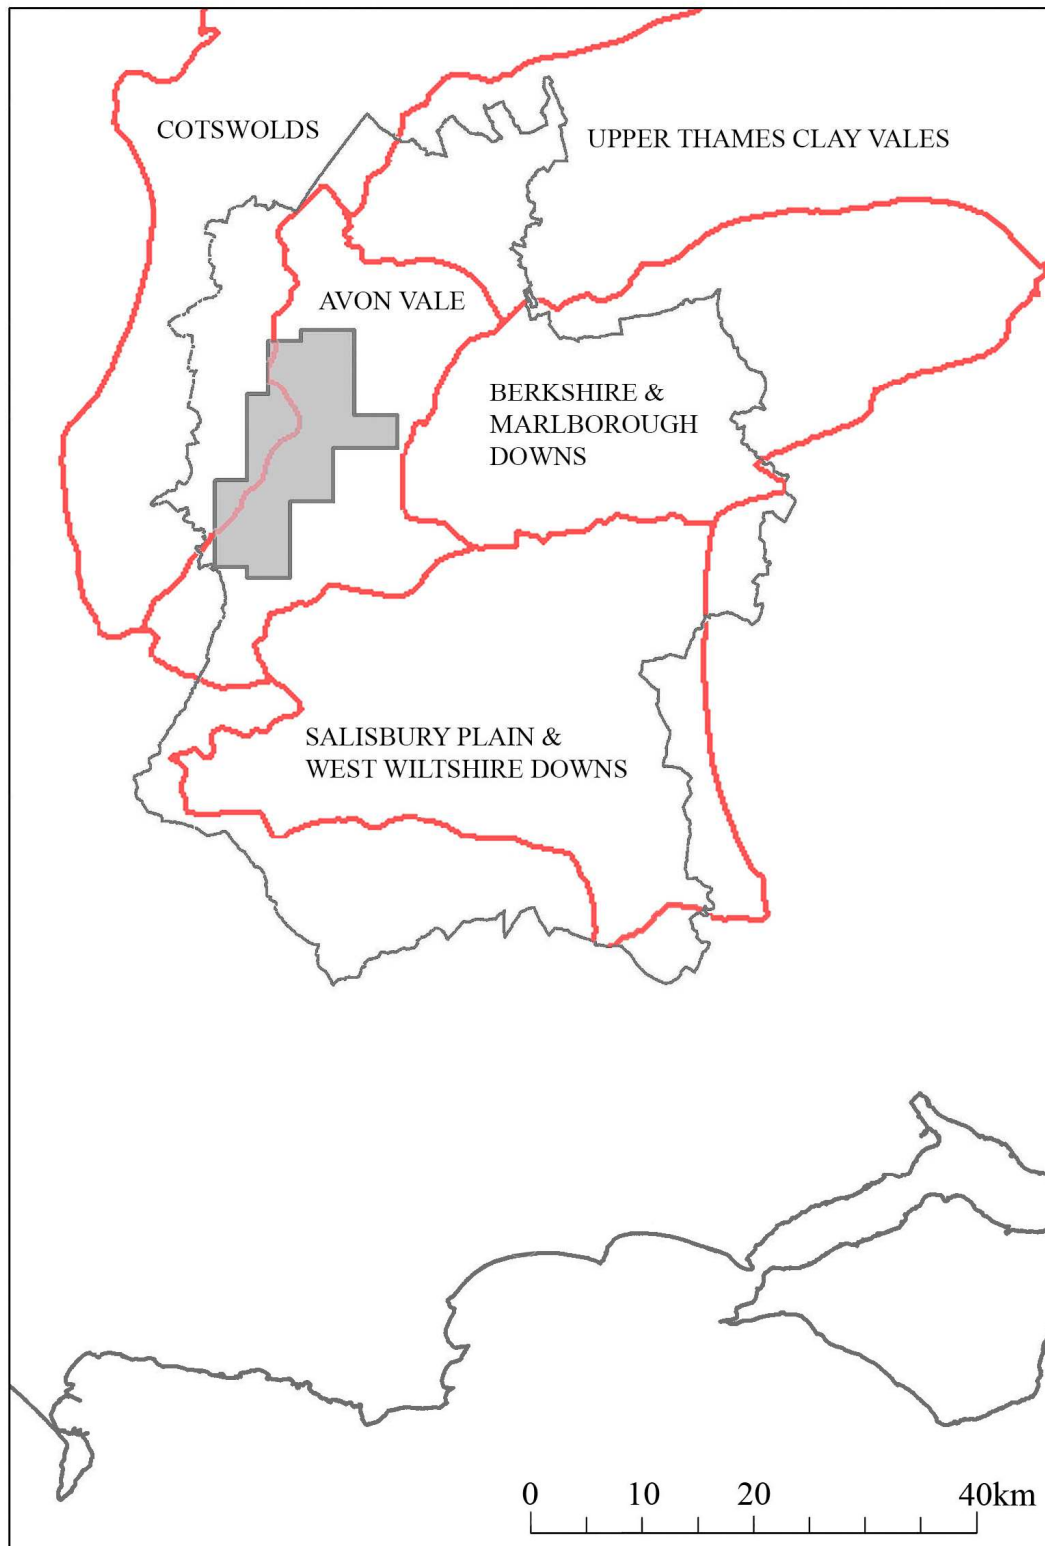 COTSWOLDS
UPPER THAMES CLAY VALES
AVON VALE
BERKSHIRE &
MARLBOROUGH
DOWNS
SALISBURY PLAIN &
WEST WILTSHIRE DOWNS
0 10 20 40km